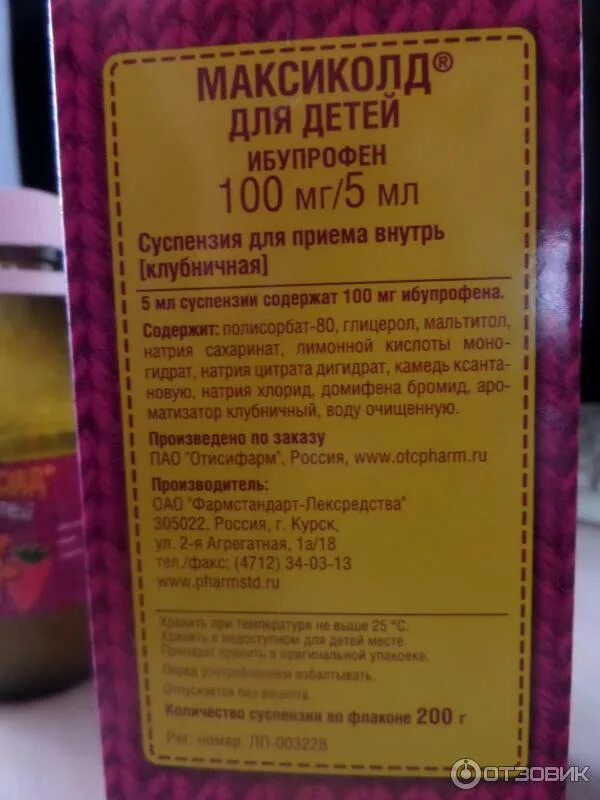 МАКСИКОЛД®
ДЛЯ ДЕТЕЙ
ИБУПРОФЕН
100 мг/5 мл
Суспензия для приема внутрь
[клубничная]
5 мл суспензии содержат 100 мг ибупрофена.
Содержит: полисорбат-80, глицерол, мальтитол,
натрия сахаринат, лимонной кислоты моно-
гидрат, натрия цитрата дигидрат, камедь ксанта-
новую, натрия хлорид, домифена бромид, аро-
матизатор клубничный, воду очищенную.
Произведено по заказу
ПАО "Отисифарм", Россия, www.otcpharm.ru
Производитель:
ОАО "Фармстандарт-Лексредства"
305022, Россия, г. Курск,
ул. 2-я Агрегатная, 1а/18
тел./факс: (4712) 34-03-13
www.pharmstd.ru
Хранить при температуре не выше 25 °С.
Хранить в недоступном для детей месте.
Препарат хранить в оригинальной упаковке.
Перед употреблением взбалтывать.
Отпускается без рецепта.
Количество суспензии во флаконе 200 г
Рег. номер ЛП-003228
ОТЗОВИК